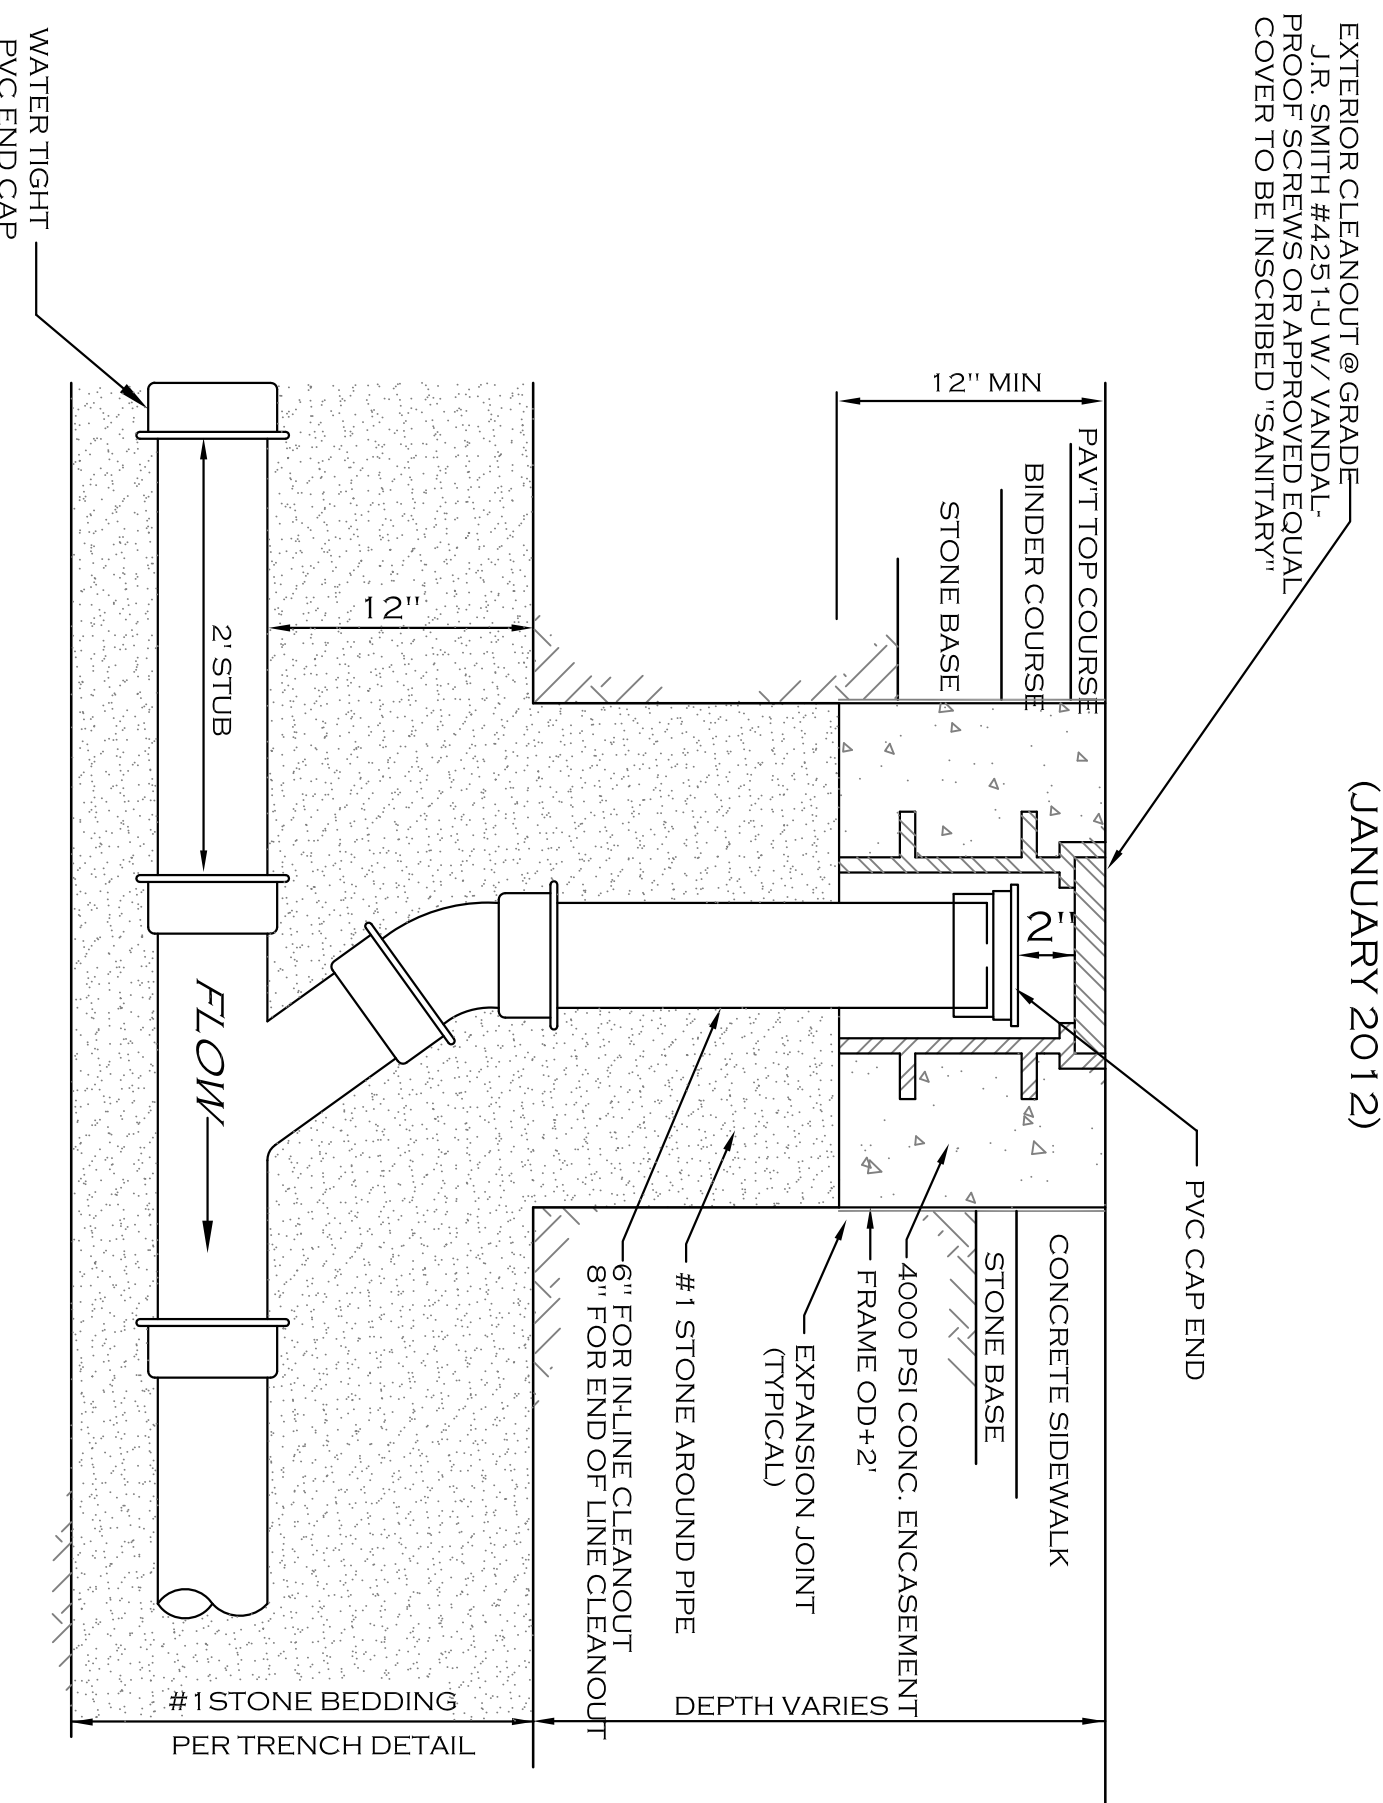 (JANUARY 2012)
EXTERIOR CLEANOUT @ GRADE
J.R. SMITH #4251-U W/ VANDAL-
PROOF SCREWS OR APPROVED EQUAL
COVER TO BE INSCRIBED "SANITARY"
PVC CAP END
PAV'T TOP COURSE
BINDER COURSE
STONE BASE
12" MIN
2"
CONCRETE SIDEWALK
STONE BASE
4000 PSI CONC. ENCASEMENT
FRAME OD+2'
EXPANSION JOINT
(TYPICAL)
#1 STONE AROUND PIPE
6" FOR IN-LINE CLEANOUT
8" FOR END OF LINE CLEANOUT
DEPTH VARIES
12"
2' STUB
FLOW
#1 STONE BEDDING
PER TRENCH DETAIL
WATER TIGHT
PVC END CAP